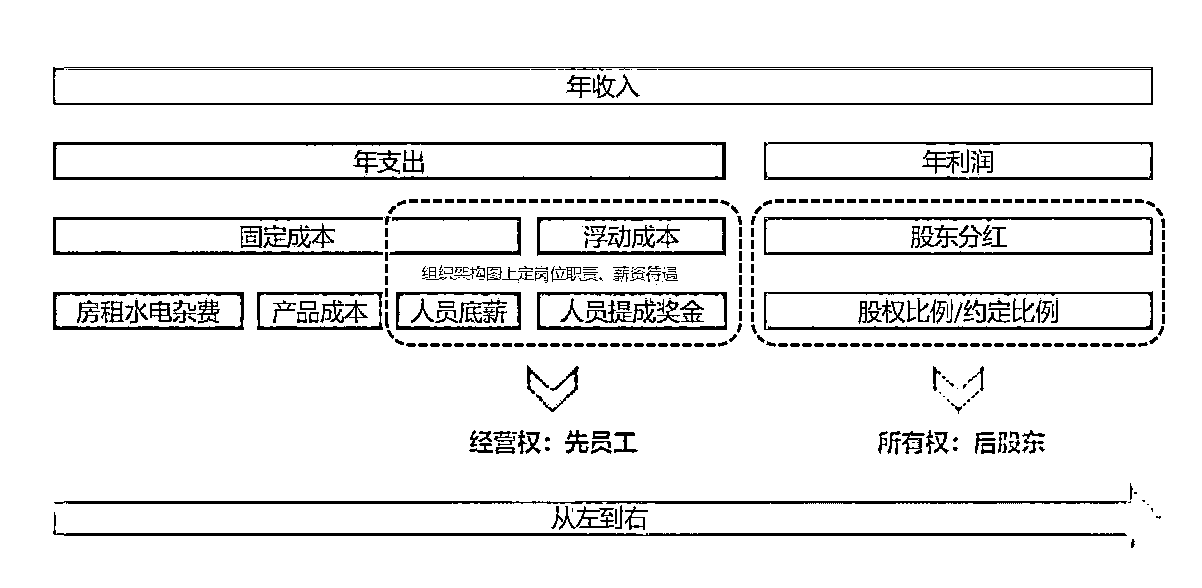 年收入
年支出
年利润
固定成本
浮动成本
股东分红
组织架构图上定岗位职责、薪资待遇
房租水电杂费
产品成本
人员底薪
人员提成奖金
股权比例/约定比例
经营权：先员工
所有权：后股东
从左到右